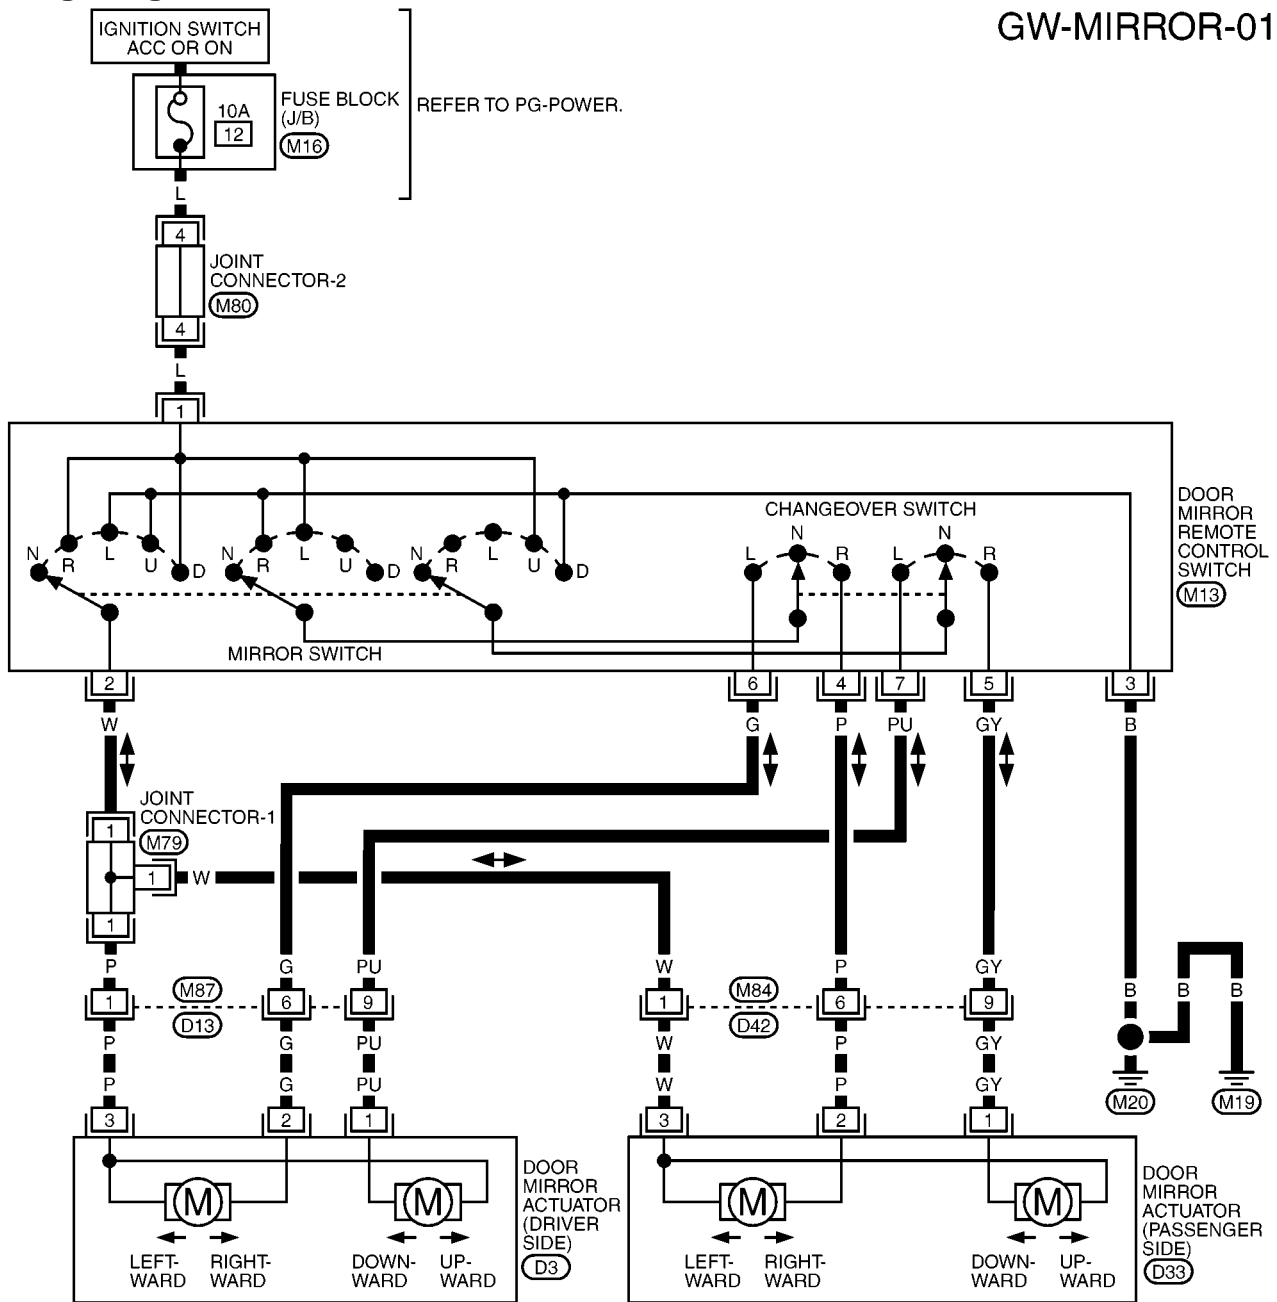 GW-MIRROR-01
IGNITION SWITCH
ACC OR ON
10A
12
FUSE BLOCK
(J/B)
M16
REFER TO PG-POWER.
L
4
JOINT
CONNECTOR-2
M80
4
L
1
CHANGEOVER SWITCH
N R L U D
N R L U D
N R L U D
L N R
L N R
MIRROR SWITCH
DOOR
MIRROR
REMOTE
CONTROL
SWITCH
M13
2 6 4 7 5 3
W G P PU GY B
JOINT
CONNECTOR-1
M79
1
1 W
1
P G PU W P GY B B B
M87
M84
1 6 9 1 6 9
D13
D42
P G PU W P GY
P G PU W P GY
M20 M19
3 2 1 3 2 1
M M M M
LEFT-
WARD
RIGHT-
WARD
DOWN-
WARD
UP-
WARD
DOOR
MIRROR
ACTUATOR
(DRIVER
SIDE)
D3
LEFT-
WARD
RIGHT-
WARD
DOWN-
WARD
UP-
WARD
DOOR
MIRROR
ACTUATOR
(PASSENGER
SIDE)
D33